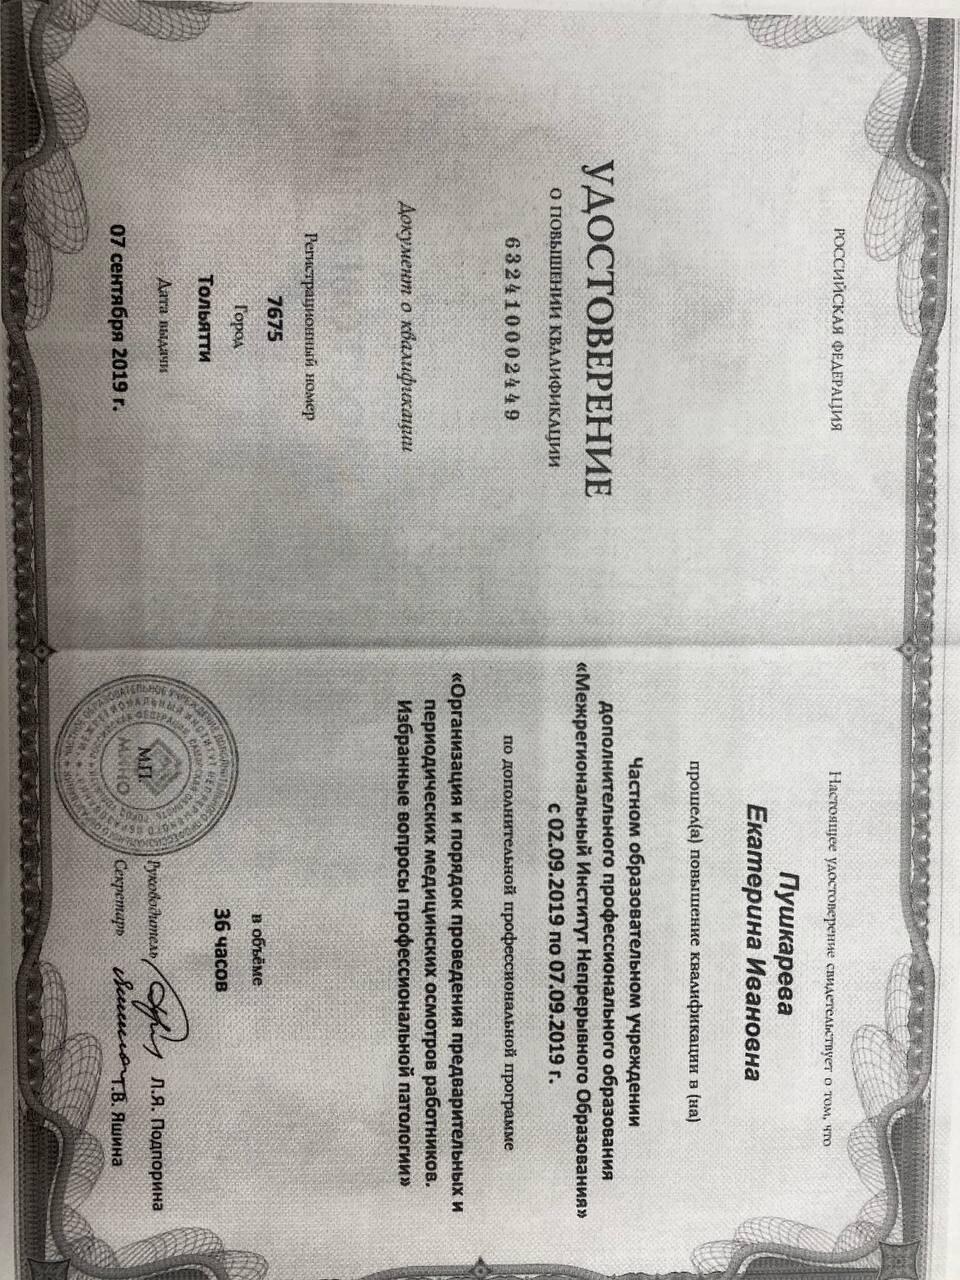 РОССИЙСКАЯ ФЕДЕРАЦИЯ
УДОСТОВЕРЕНИЕ
О ПОВЫШЕНИИ КВАЛИФИКАЦИИ
632410002449
Документ о квалификации
Регистрационный номер
7675
Город
Тольятти
Дата выдачи
07 сентября 2019 г.
Настоящее удостоверение свидетельствует о том, что
Пушкарева
Екатерина Ивановна
прошел(а) повышение квалификации в (на)
Частном образовательном учреждении
дополнительного профессионального образования
«Межрегиональный Институт Непрерывного Образования»
с 02.09.2019 по 07.09.2019 г.
по дополнительной профессиональной программе
«Организация и порядок проведения предварительных и
периодических медицинских осмотров работников.
Избранные вопросы профессиональной патологии»
в объёме
36 часов
М.П.
Руководитель Л.Я. Подпорина
Секретарь Т.В. Яшина